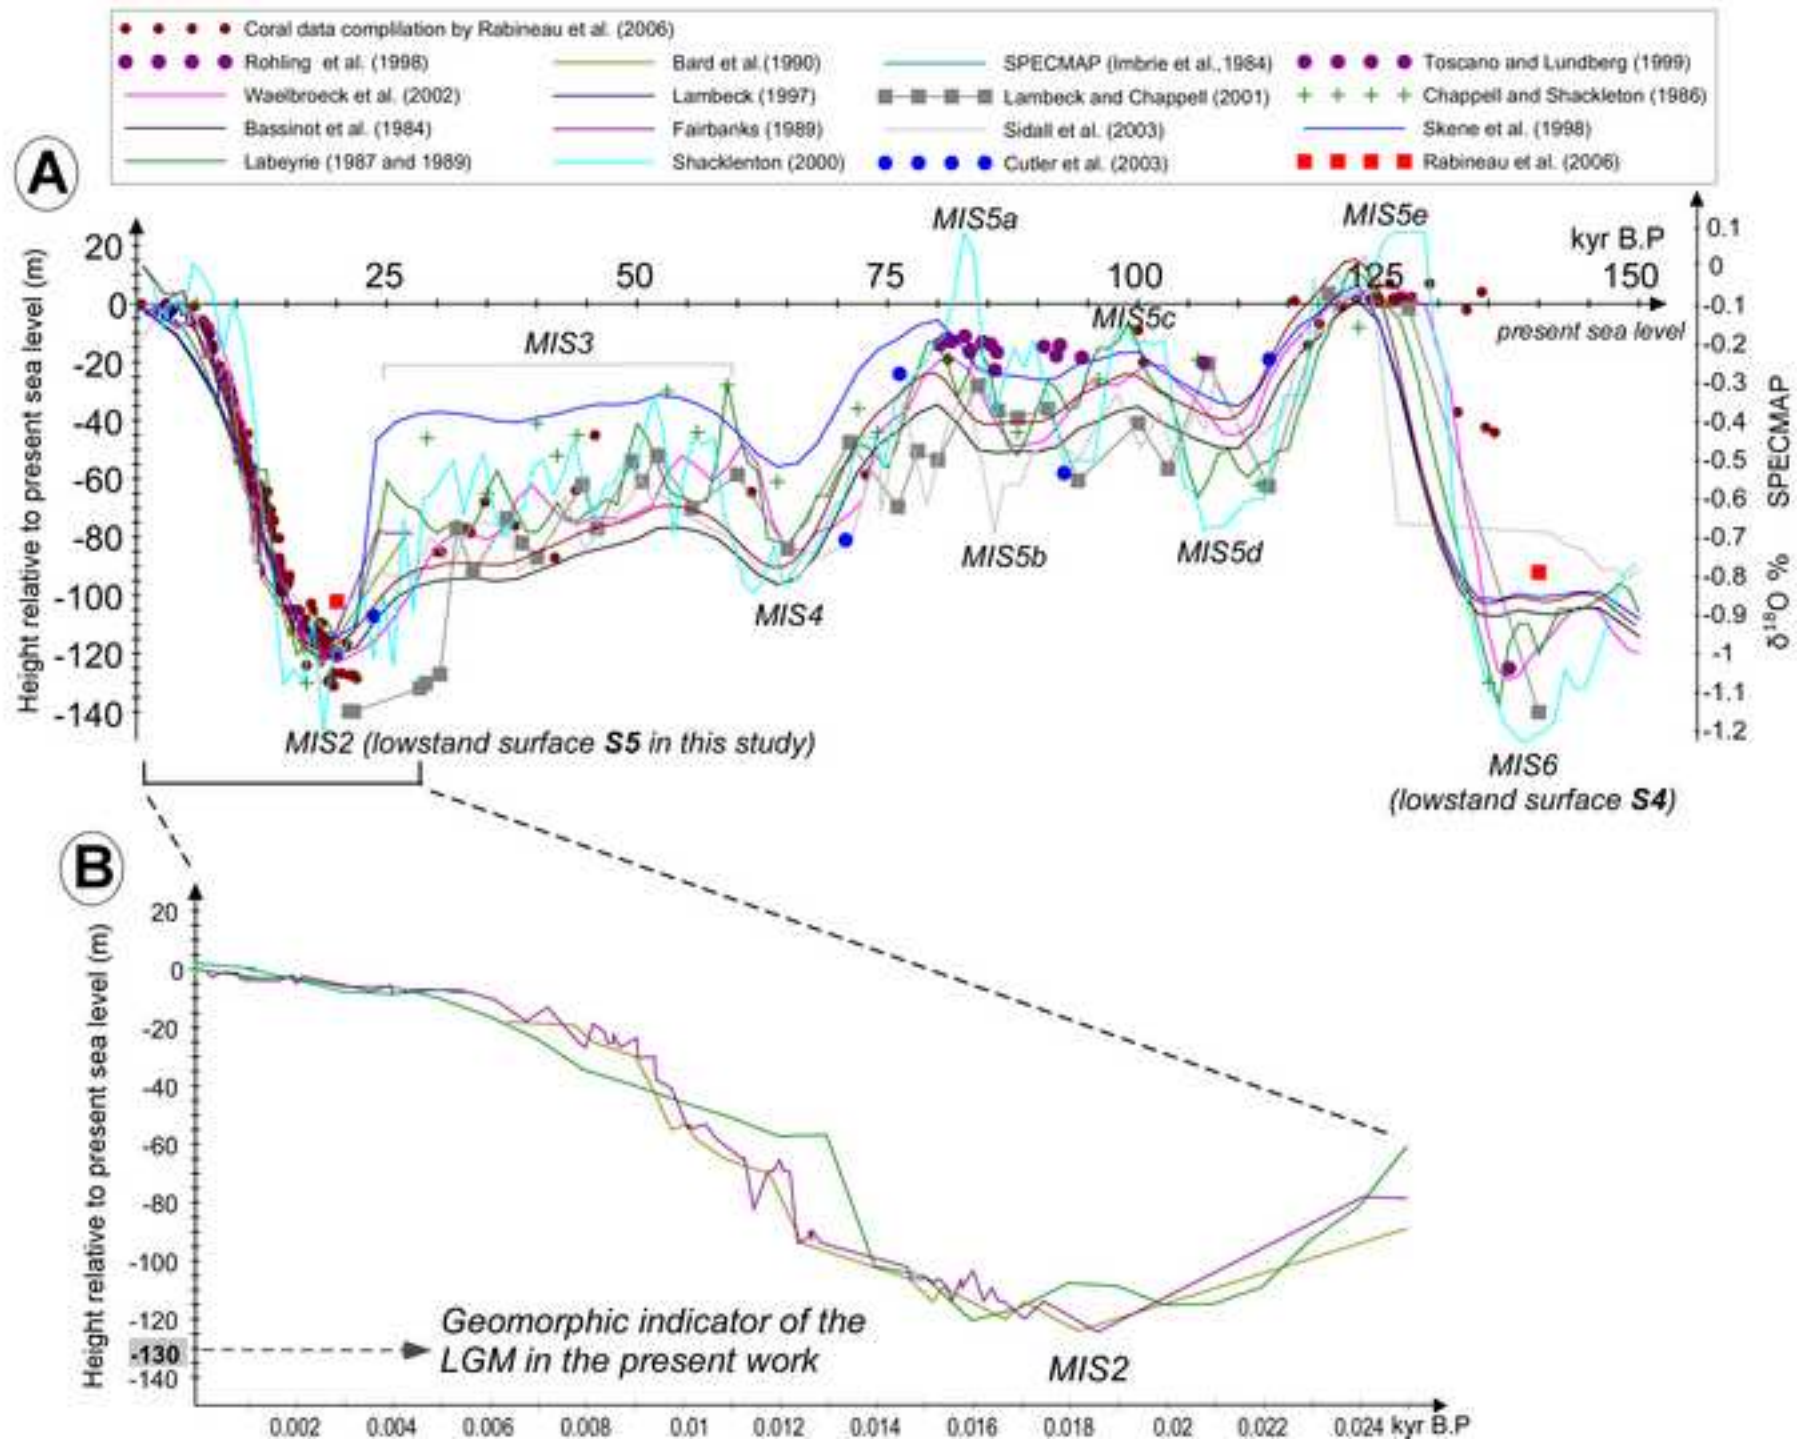 Coral data complilation by Rabineau et al. (2006)
Rohling et al. (1998) Bard et al.(1990) SPECMAP (Imbrie et al.,1984) Toscano and Lundberg (1999)
Waelbroeck et al. (2002) Lambeck (1997) Lambeck and Chappell (2001) Chappell and Shackleton (1986)
Bassinot et al. (1984) Fairbanks (1989) Sidall et al. (2003) Skene et al. (1998)
Labeyrie (1987 and 1989) Shacklenton (2000) Cutler et al. (2003) Rabineau et al. (2006)
A
Height relative to present sea level (m)
20
0
-20
-40
-60
-80
-100
-120
-140
25 50 75 100 125 150
kyr B.P
present sea level
MIS5a
MIS5e
MIS3
MIS5c
MIS5b
MIS5d
MIS4
MIS2 (lowstand surface S5 in this study)
MIS6
(lowstand surface S4)
0.1
0
-0.1
-0.2
-0.3
-0.4
-0.5
-0.6
-0.7
-0.8
-0.9
-1
-1.1
-1.2
δ¹⁸O % SPECMAP
B
Height relative to present sea level (m)
20
0
-20
-40
-60
-80
-100
-120
-130
-140
Geomorphic indicator of the
LGM in the present work
MIS2
0.002 0.004 0.006 0.008 0.01 0.012 0.014 0.016 0.018 0.02 0.022 0.024 kyr B.P